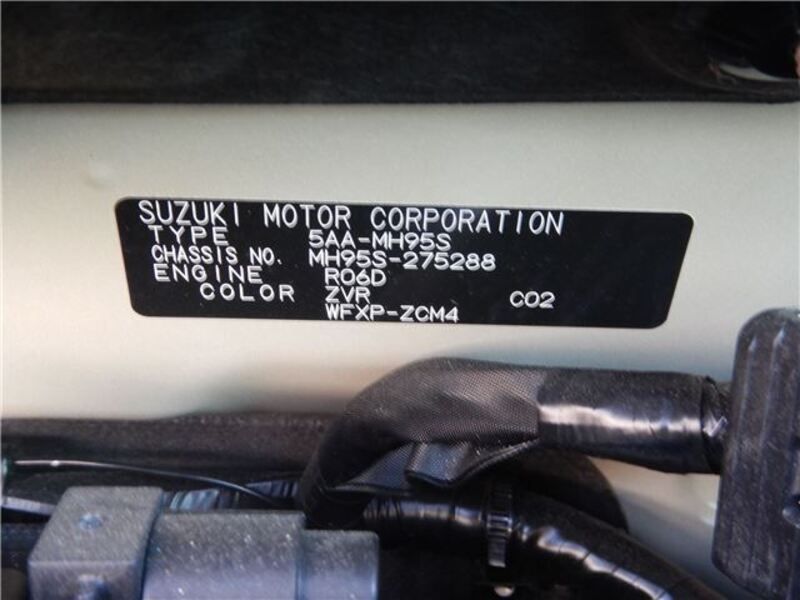 SUZUKI MOTOR CORPORATION
TYPE 5AA-MH95S
CHASSIS NO. MH95S-275288
ENGINE R06D
COLOR ZVR C02
WFXP-ZCM4